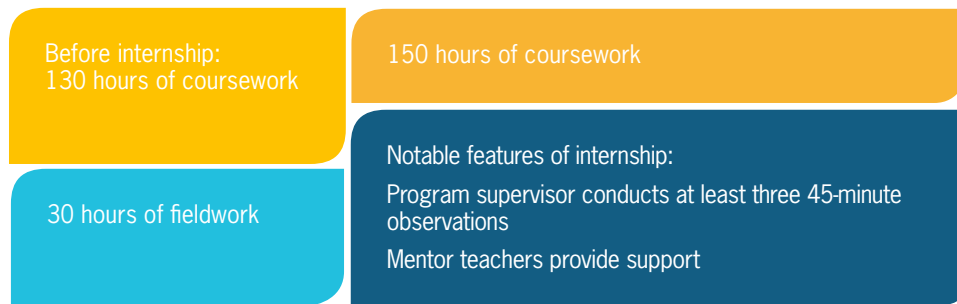 Before internship:
130 hours of coursework
150 hours of coursework
30 hours of fieldwork
Notable features of internship:
Program supervisor conducts at least three 45-minute
observations
Mentor teachers provide support